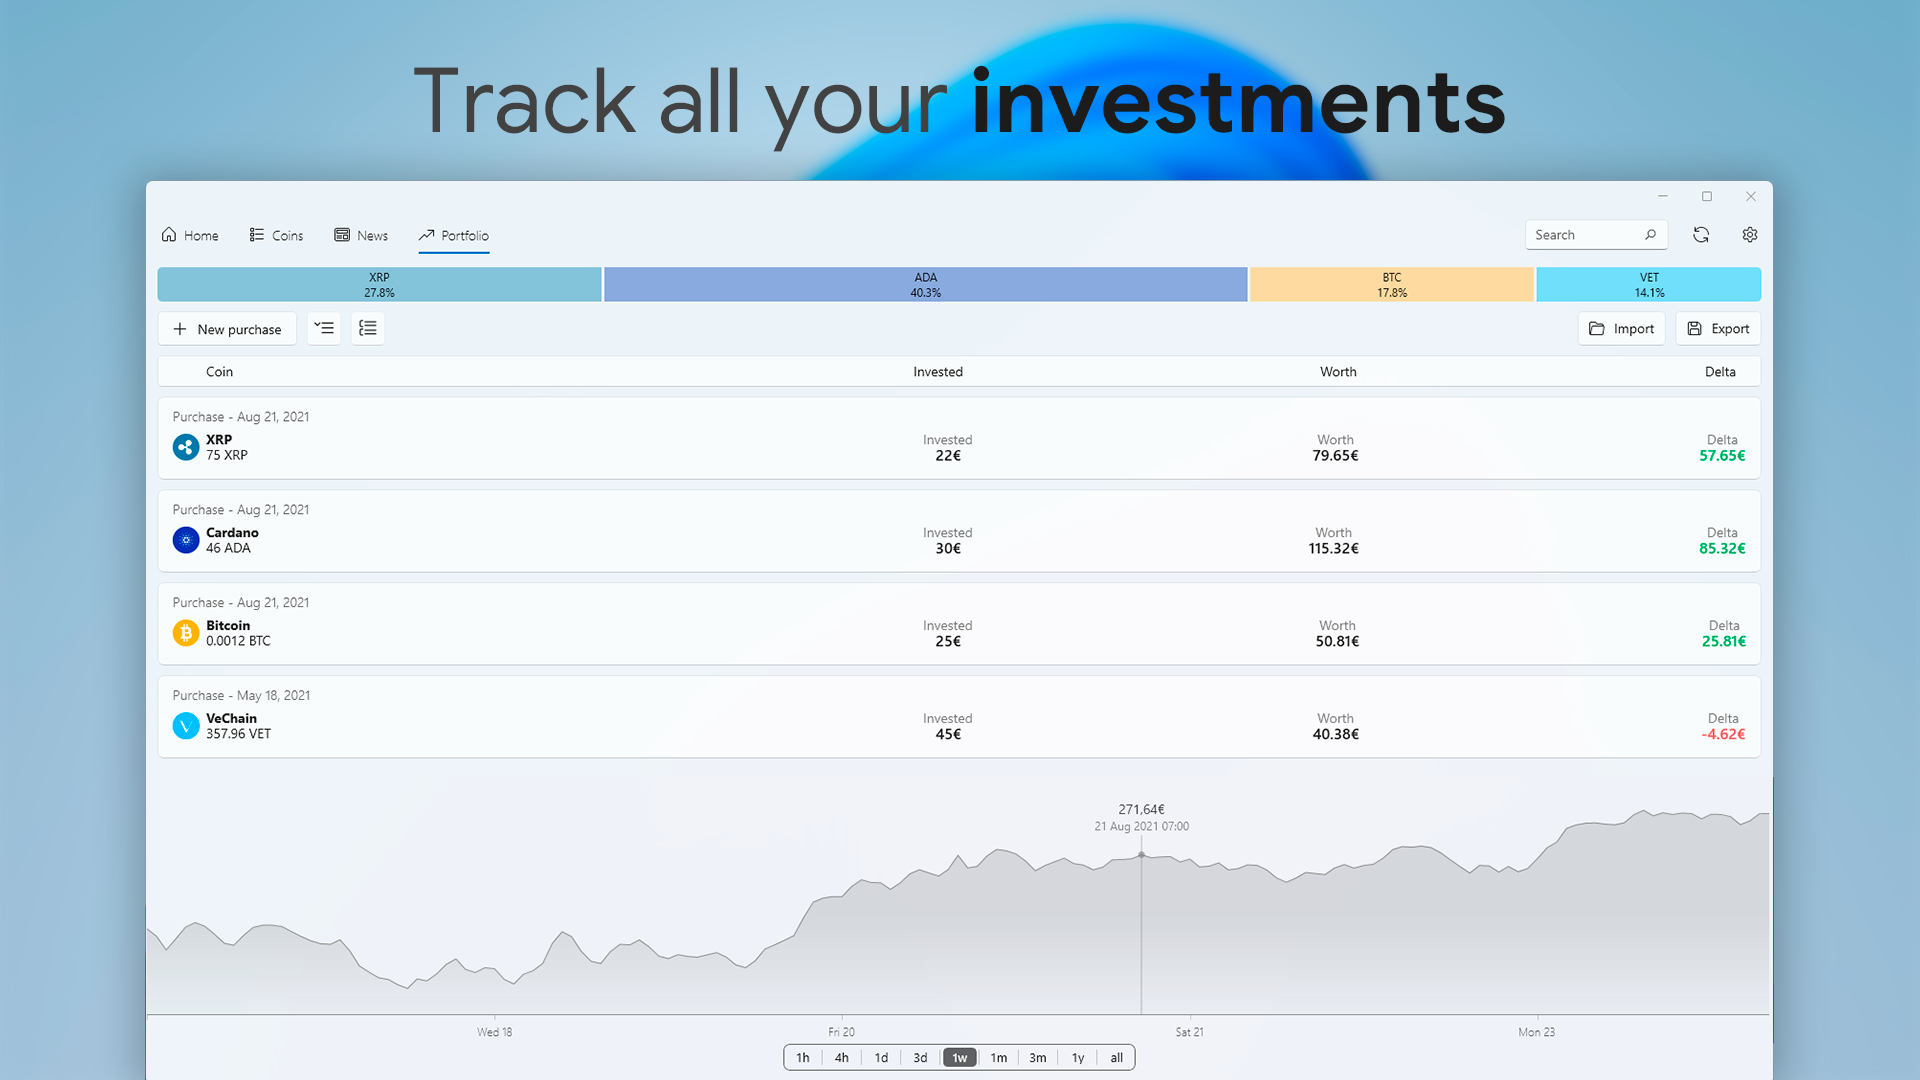 Track all your investments
Home Coins News Portfolio Search
XRP ADA BTC VET
27.8% 40.3% 17.8% 14.1%
New purchase Import Export
Coin Invested Worth Delta
Purchase - Aug 21, 2021
XRP Invested Worth Delta
75 XRP 22€ 79.65€ 57.65€
Purchase - Aug 21, 2021
Cardano Invested Worth Delta
46 ADA 30€ 115.32€ 85.32€
Purchase - Aug 21, 2021
Bitcoin Invested Worth Delta
0.0012 BTC 25€ 50.81€ 25.81€
Purchase - May 18, 2021
VeChain Invested Worth Delta
357.96 VET 45€ 40.38€ -4.62€
271,64€
21 Aug 2021 07:00
Wed 18 Fri 20 Sat 21 Mon 23
1h 4h 1d 3d 1w 1m 3m 1y all